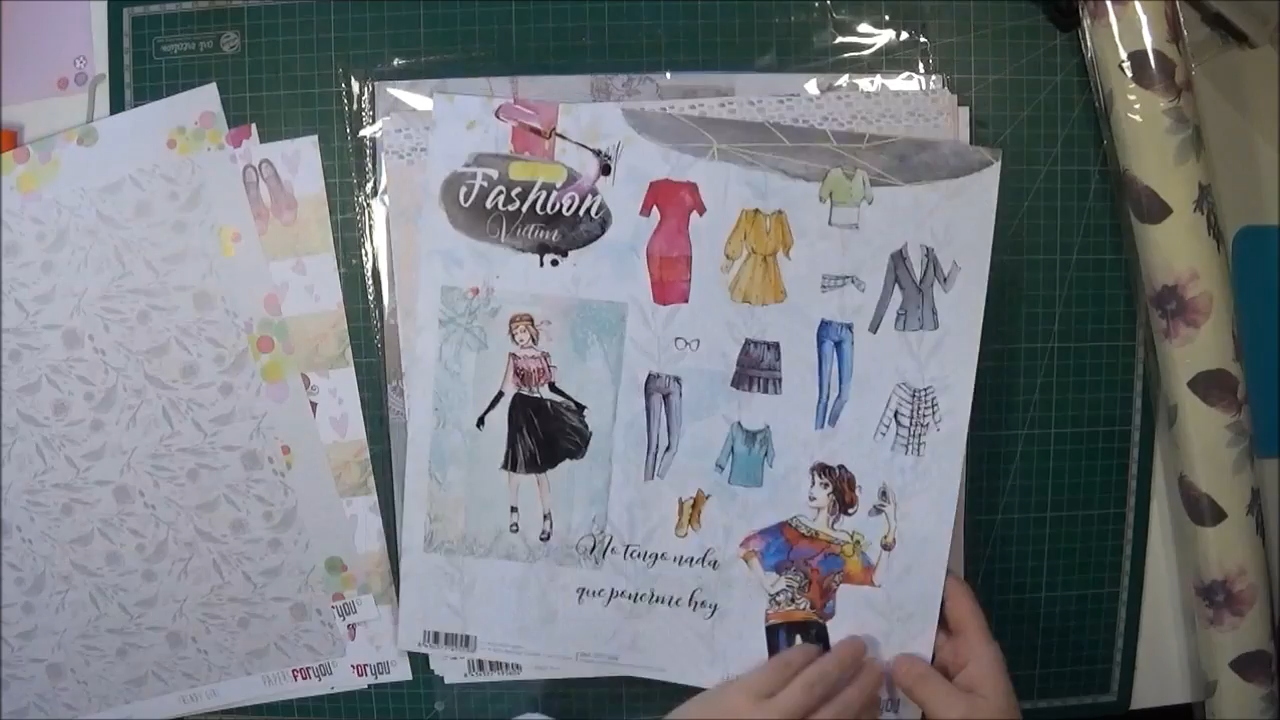 Fashion
Victim
No tengo nada
que ponerme hoy
PAPERSforyou
foryou